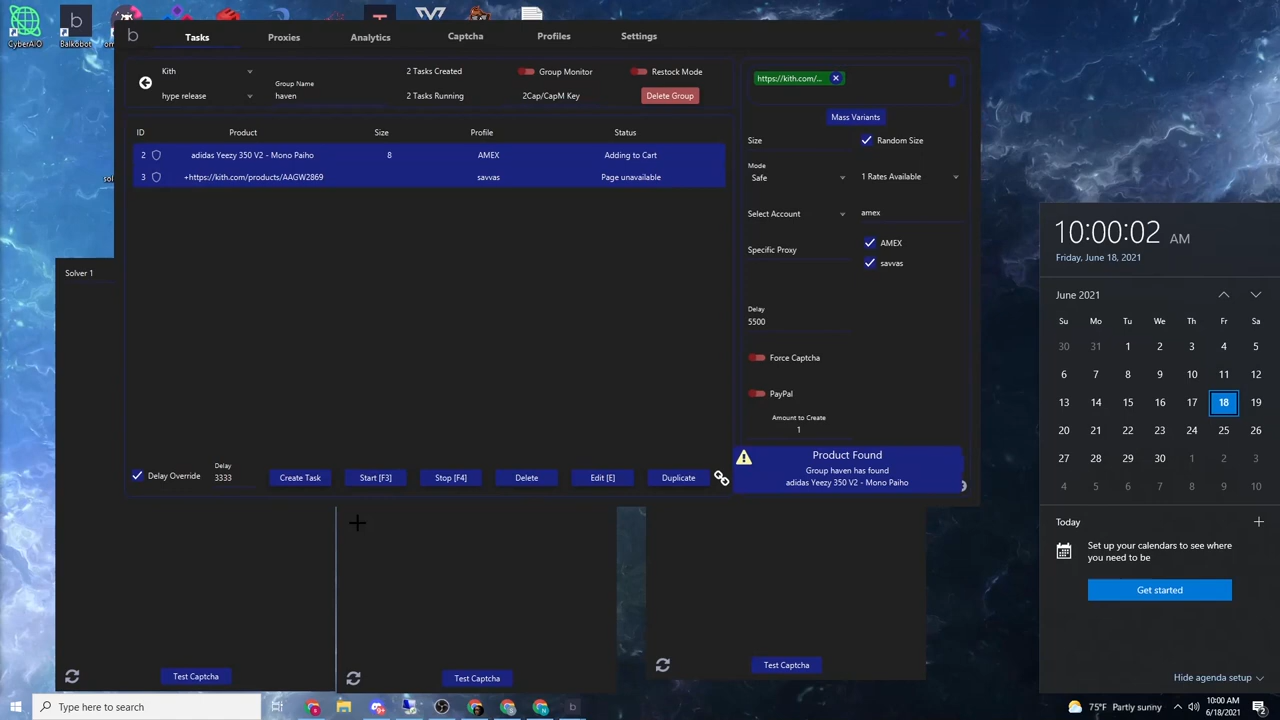 CyberAIO
Baikobot
b
Tasks
Proxies
Analytics
Captcha
Profiles
Settings
Kith
2 Tasks Created
Group Monitor
Restock Mode
Group Name
hype release
haven
2 Tasks Running
2Cap/CapM Key
Delete Group
ID
Product
Size
Profile
Status
2
adidas Yeezy 350 V2 - Mono Paiho
8
AMEX
Adding to Cart
3
+https://kith.com/products/AAGW2869
savvas
Page unavailable
Delay Override
Delay
3333
Create Task
Start [F3]
Stop [F4]
Delete
Edit [E]
Duplicate
https://kith.com/...
Mass Variants
Size
Random Size
Mode
Safe
1 Rates Available
Select Account
amex
Specific Proxy
AMEX
savvas
Delay
5500
Force Captcha
PayPal
Amount to Create
1
Product Found
Group haven has found
adidas Yeezy 350 V2 - Mono Paiho
Solver 1
Test Captcha
Test Captcha
Test Captcha
10:00:02 AM
Friday, June 18, 2021
June 2021
Su Mo Tu We Th Fr Sa
30 31 1 2 3 4 5
6 7 8 9 10 11 12
13 14 15 16 17 18 19
20 21 22 23 24 25 26
27 28 29 30 1 2 3
4 5 6 7 8 9 10
Today
Set up your calendars to see where
you need to be
Get started
Hide agenda setup
Type here to search
75°F Partly sunny
10:00 AM
6/18/2021
2